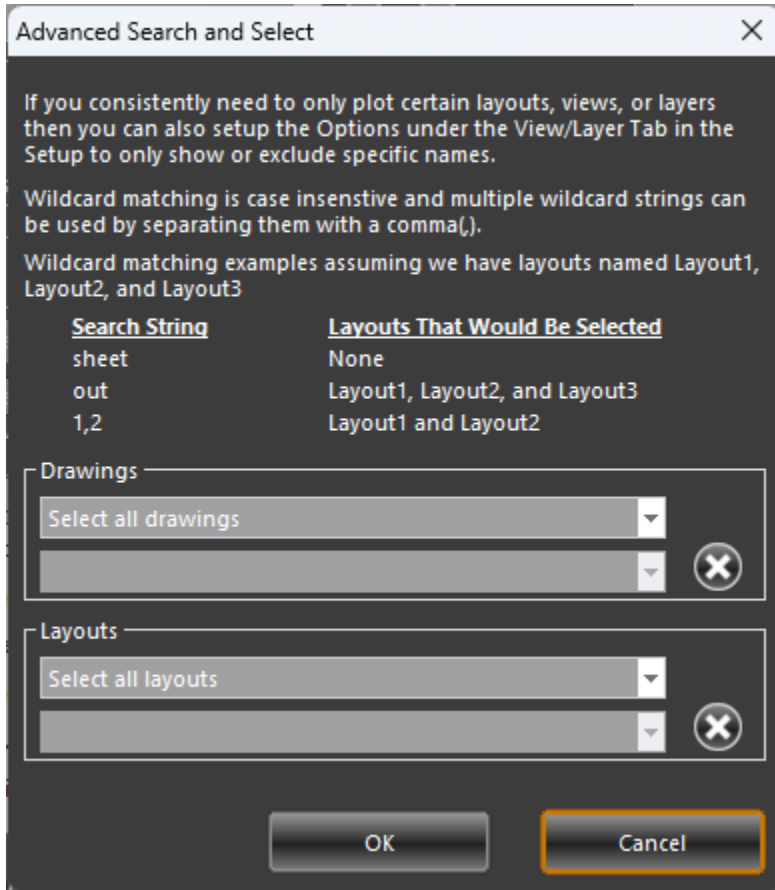 Advanced Search and Select
If you consistently need to only plot certain layouts, views, or layers
then you can also setup the Options under the View/Layer Tab in the
Setup to only show or exclude specific names.
Wildcard matching is case insenstive and multiple wildcard strings can
be used by separating them with a comma(,).
Wildcard matching examples assuming we have layouts named Layout1,
Layout2, and Layout3
Search String Layouts That Would Be Selected
sheet None
out Layout1, Layout2, and Layout3
1,2 Layout1 and Layout2
Drawings
Select all drawings
Layouts
Select all layouts
OK Cancel